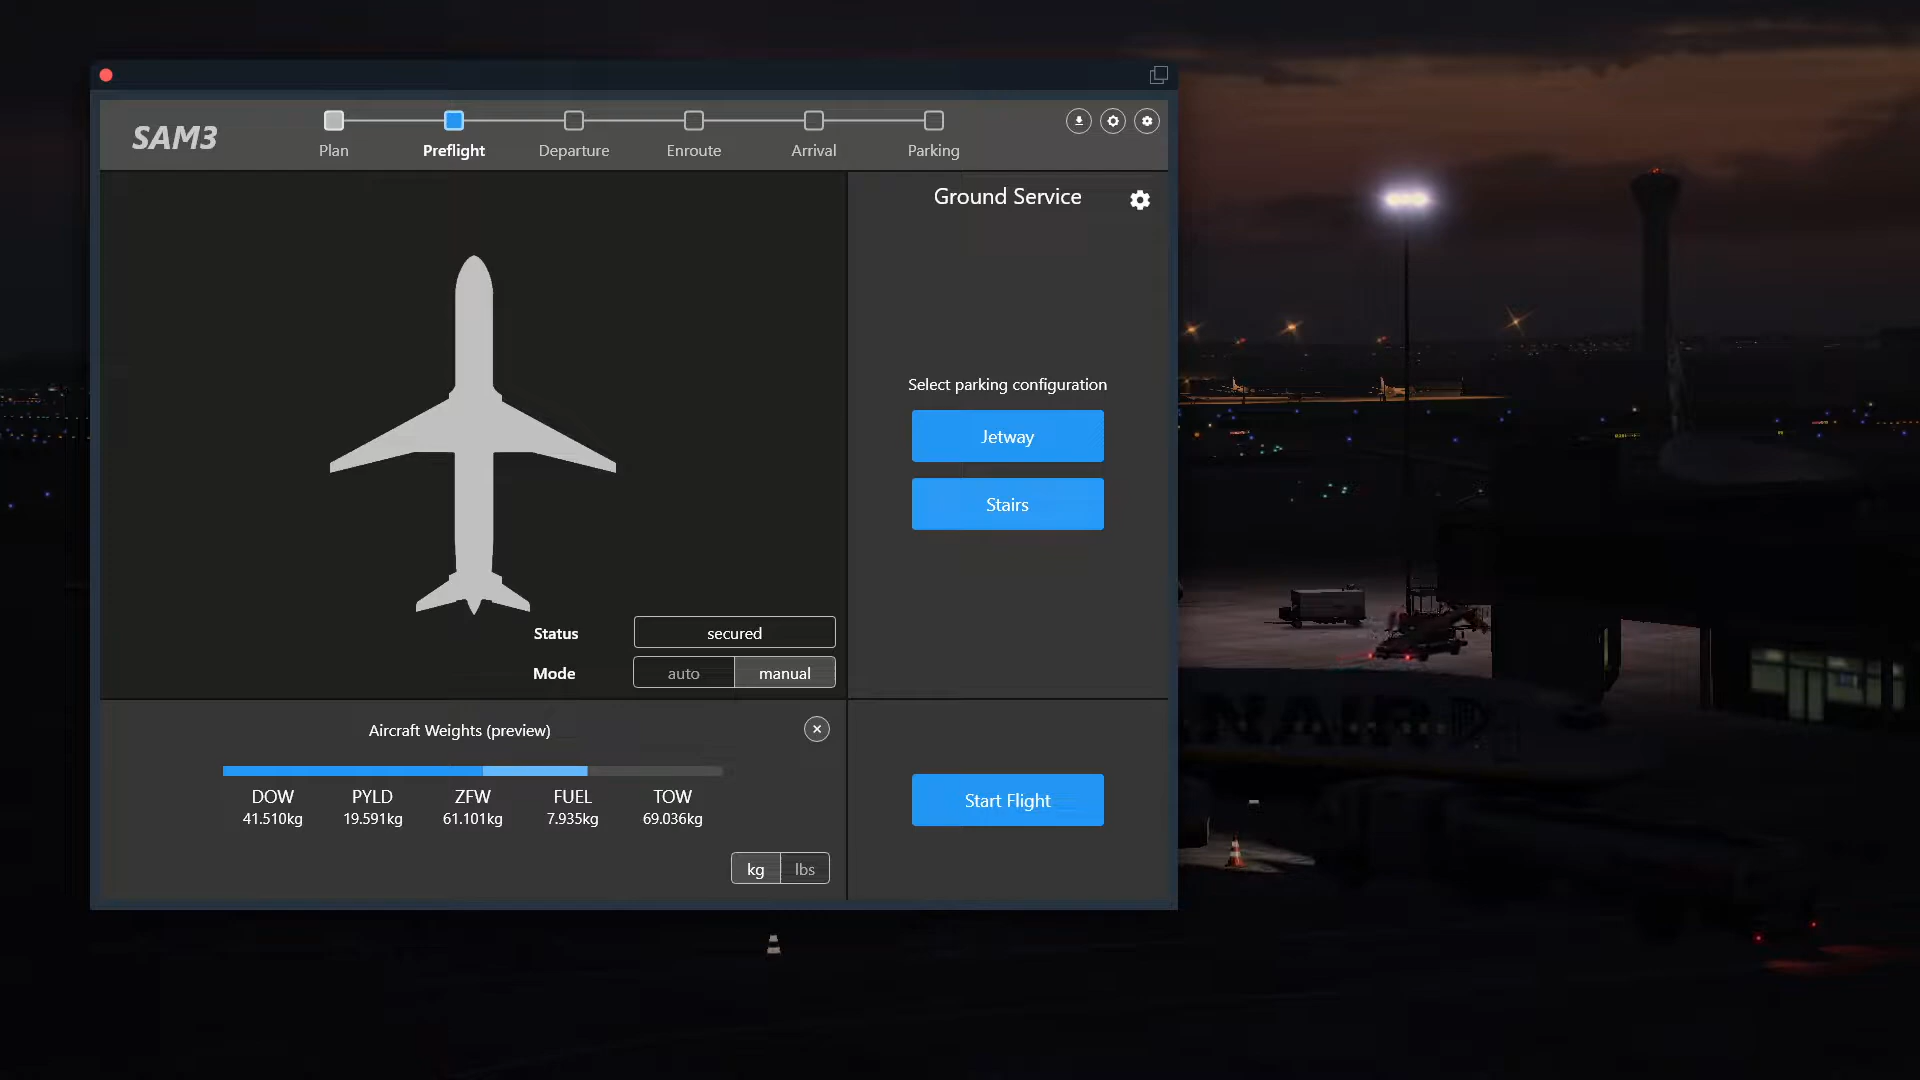 SAM3
Plan
Preflight
Departure
Enroute
Arrival
Parking
Ground Service
Select parking configuration
Jetway
Stairs
Status
secured
Mode
auto
manual
Aircraft Weights (preview)
DOW
PYLD
ZFW
FUEL
TOW
41.510kg
19.591kg
61.101kg
7.935kg
69.036kg
kg
lbs
Start Flight
NAIR